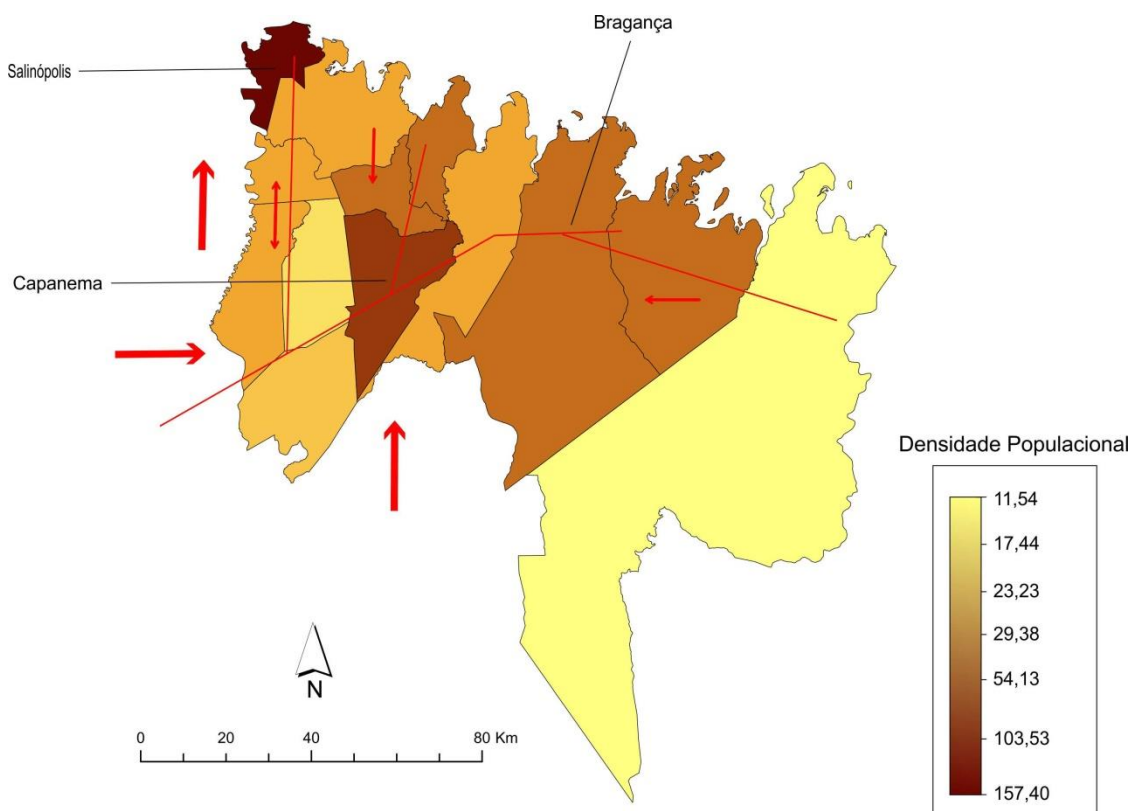 Bragança
Salinópolis
Capanema
Densidade Populacional
11,54
17,44
23,23
29,38
54,13
103,53
157,40
N
0 20 40 80 Km